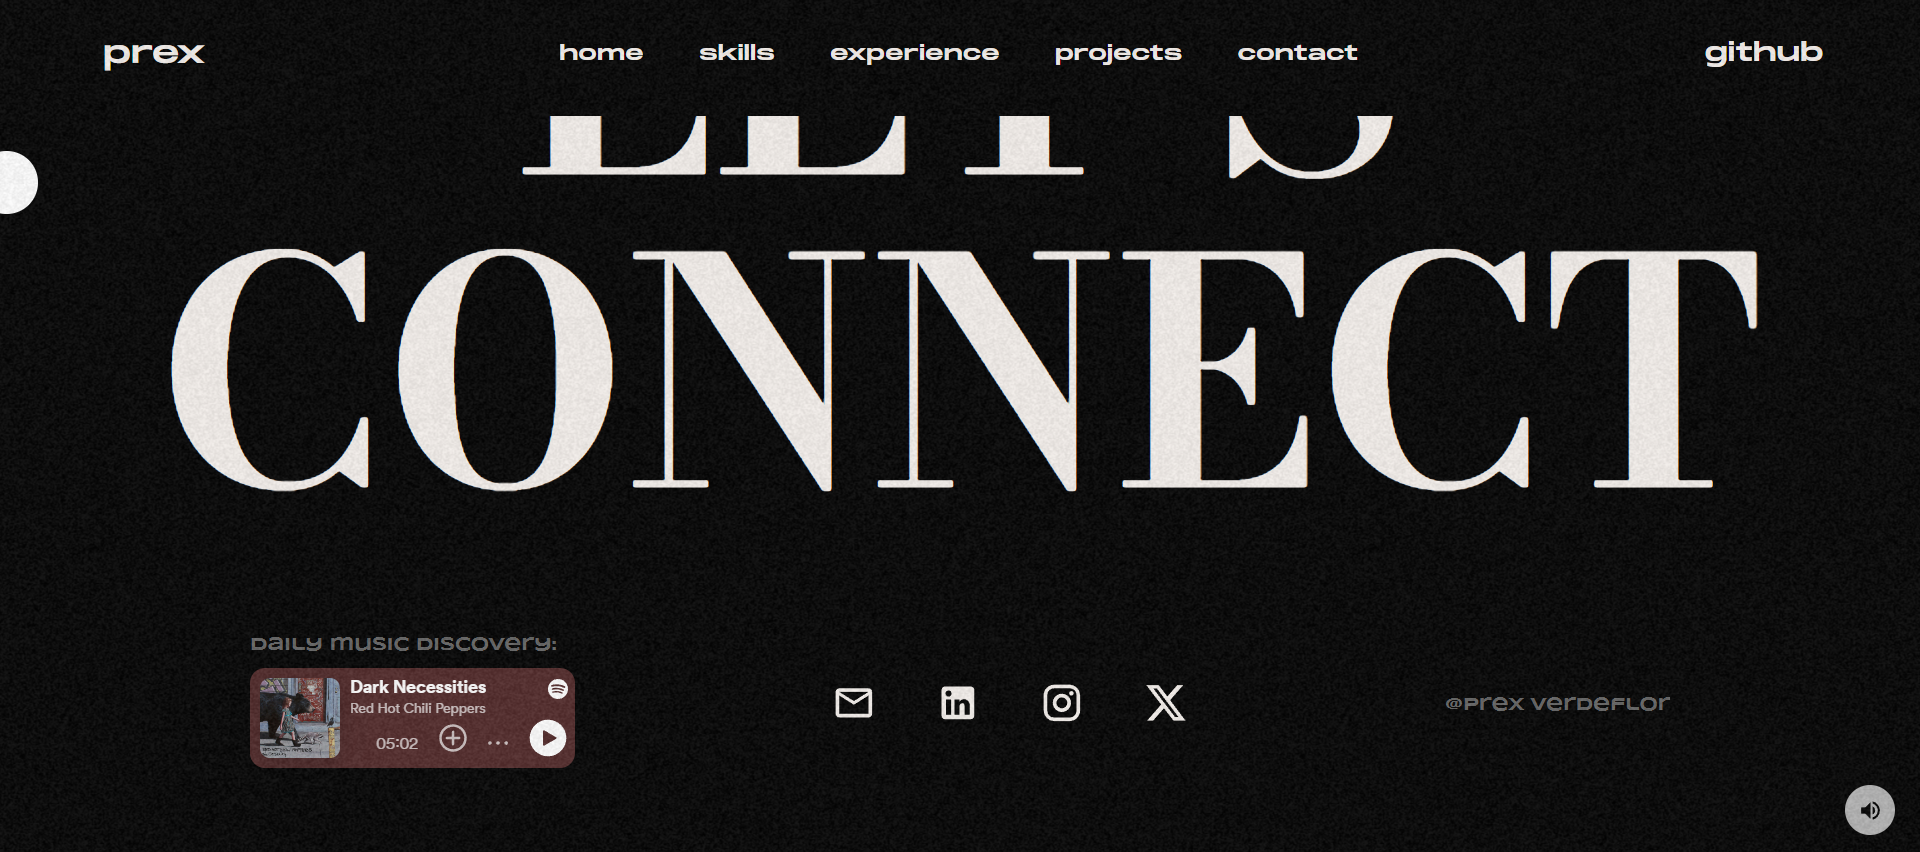 prex
home skills experience projects contact
github
LET'S
CONNECT
Daily music discovery:
Dark Necessities
Red Hot Chili Peppers
05:02
@prex verdeflor